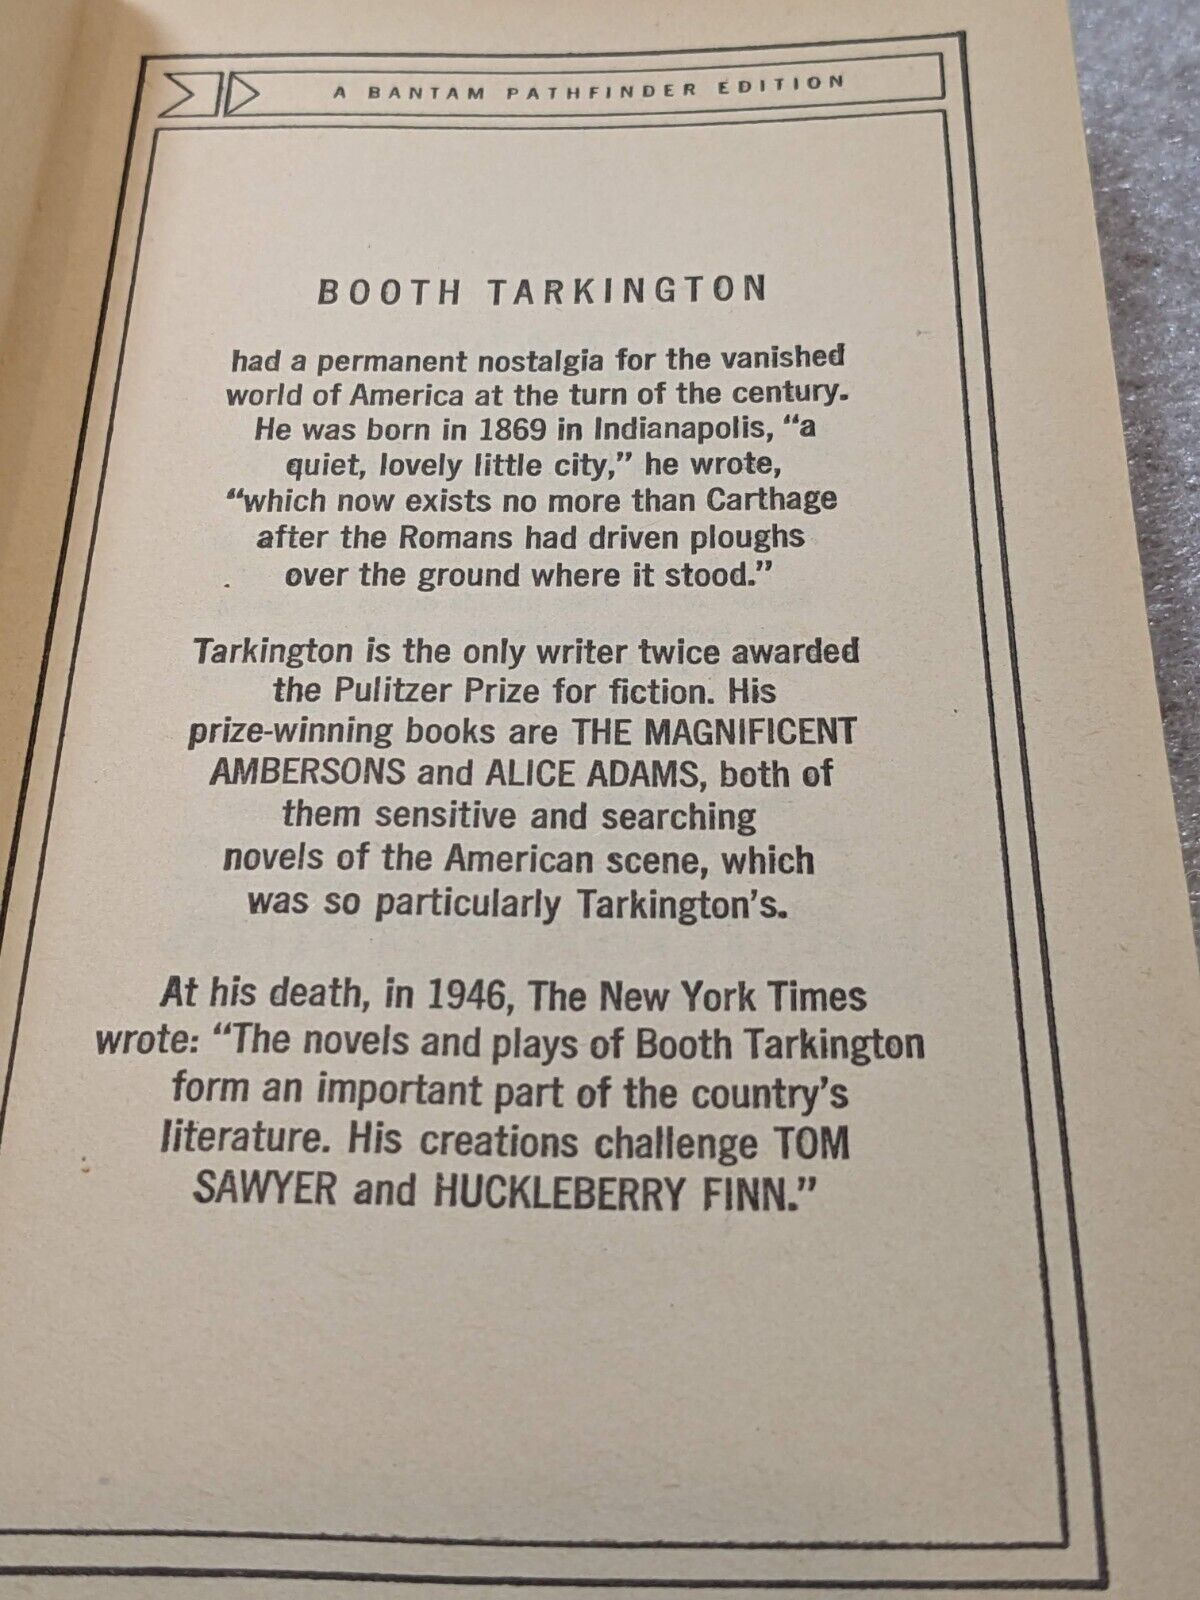 A BANTAM PATHFINDER EDITION
BOOTH TARKINGTON
had a permanent nostalgia for the vanished
world of America at the turn of the century.
He was born in 1869 in Indianapolis, “a
quiet, lovely little city,” he wrote,
“which now exists no more than Carthage
after the Romans had driven ploughs
over the ground where it stood.”
Tarkington is the only writer twice awarded
the Pulitzer Prize for fiction. His
prize-winning books are THE MAGNIFICENT
AMBERSONS and ALICE ADAMS, both of
them sensitive and searching
novels of the American scene, which
was so particularly Tarkington’s.
At his death, in 1946, The New York Times
wrote: “The novels and plays of Booth Tarkington
form an important part of the country’s
literature. His creations challenge TOM
SAWYER and HUCKLEBERRY FINN.”